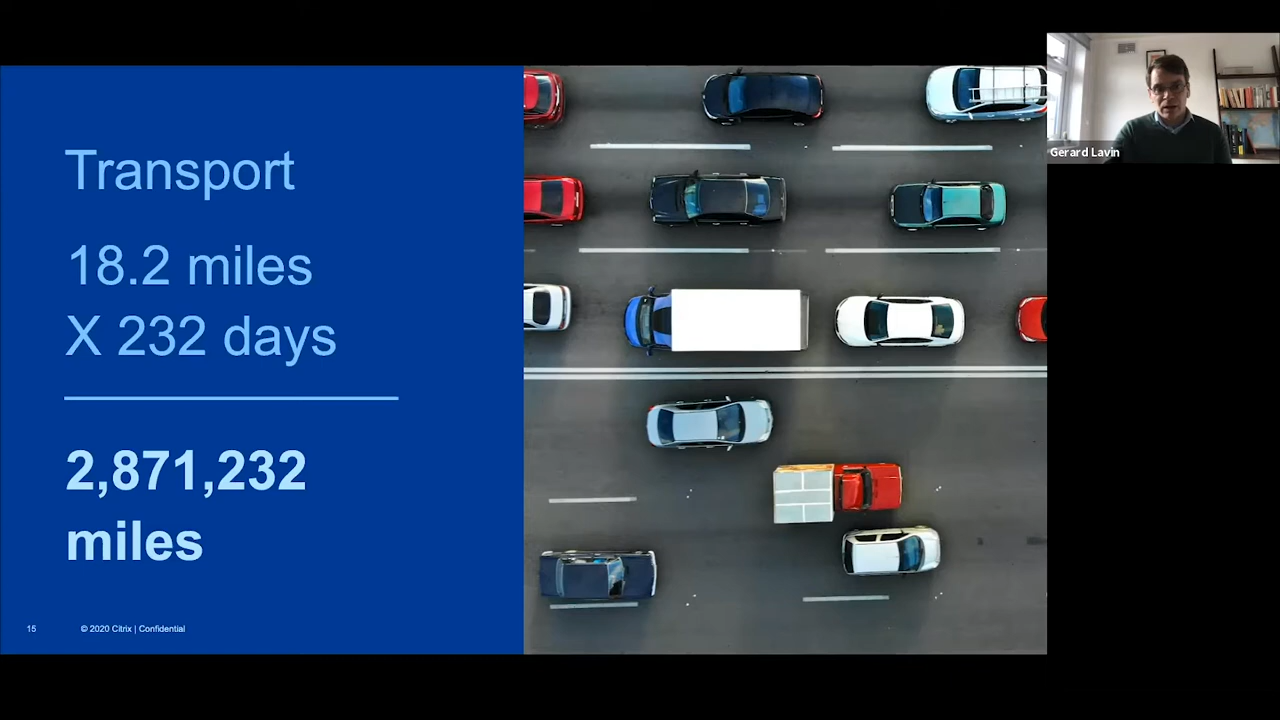 Transport
18.2 miles
X 232 days
2,871,232
miles
15
© 2020 Citrix | Confidential
Gerard Lavin